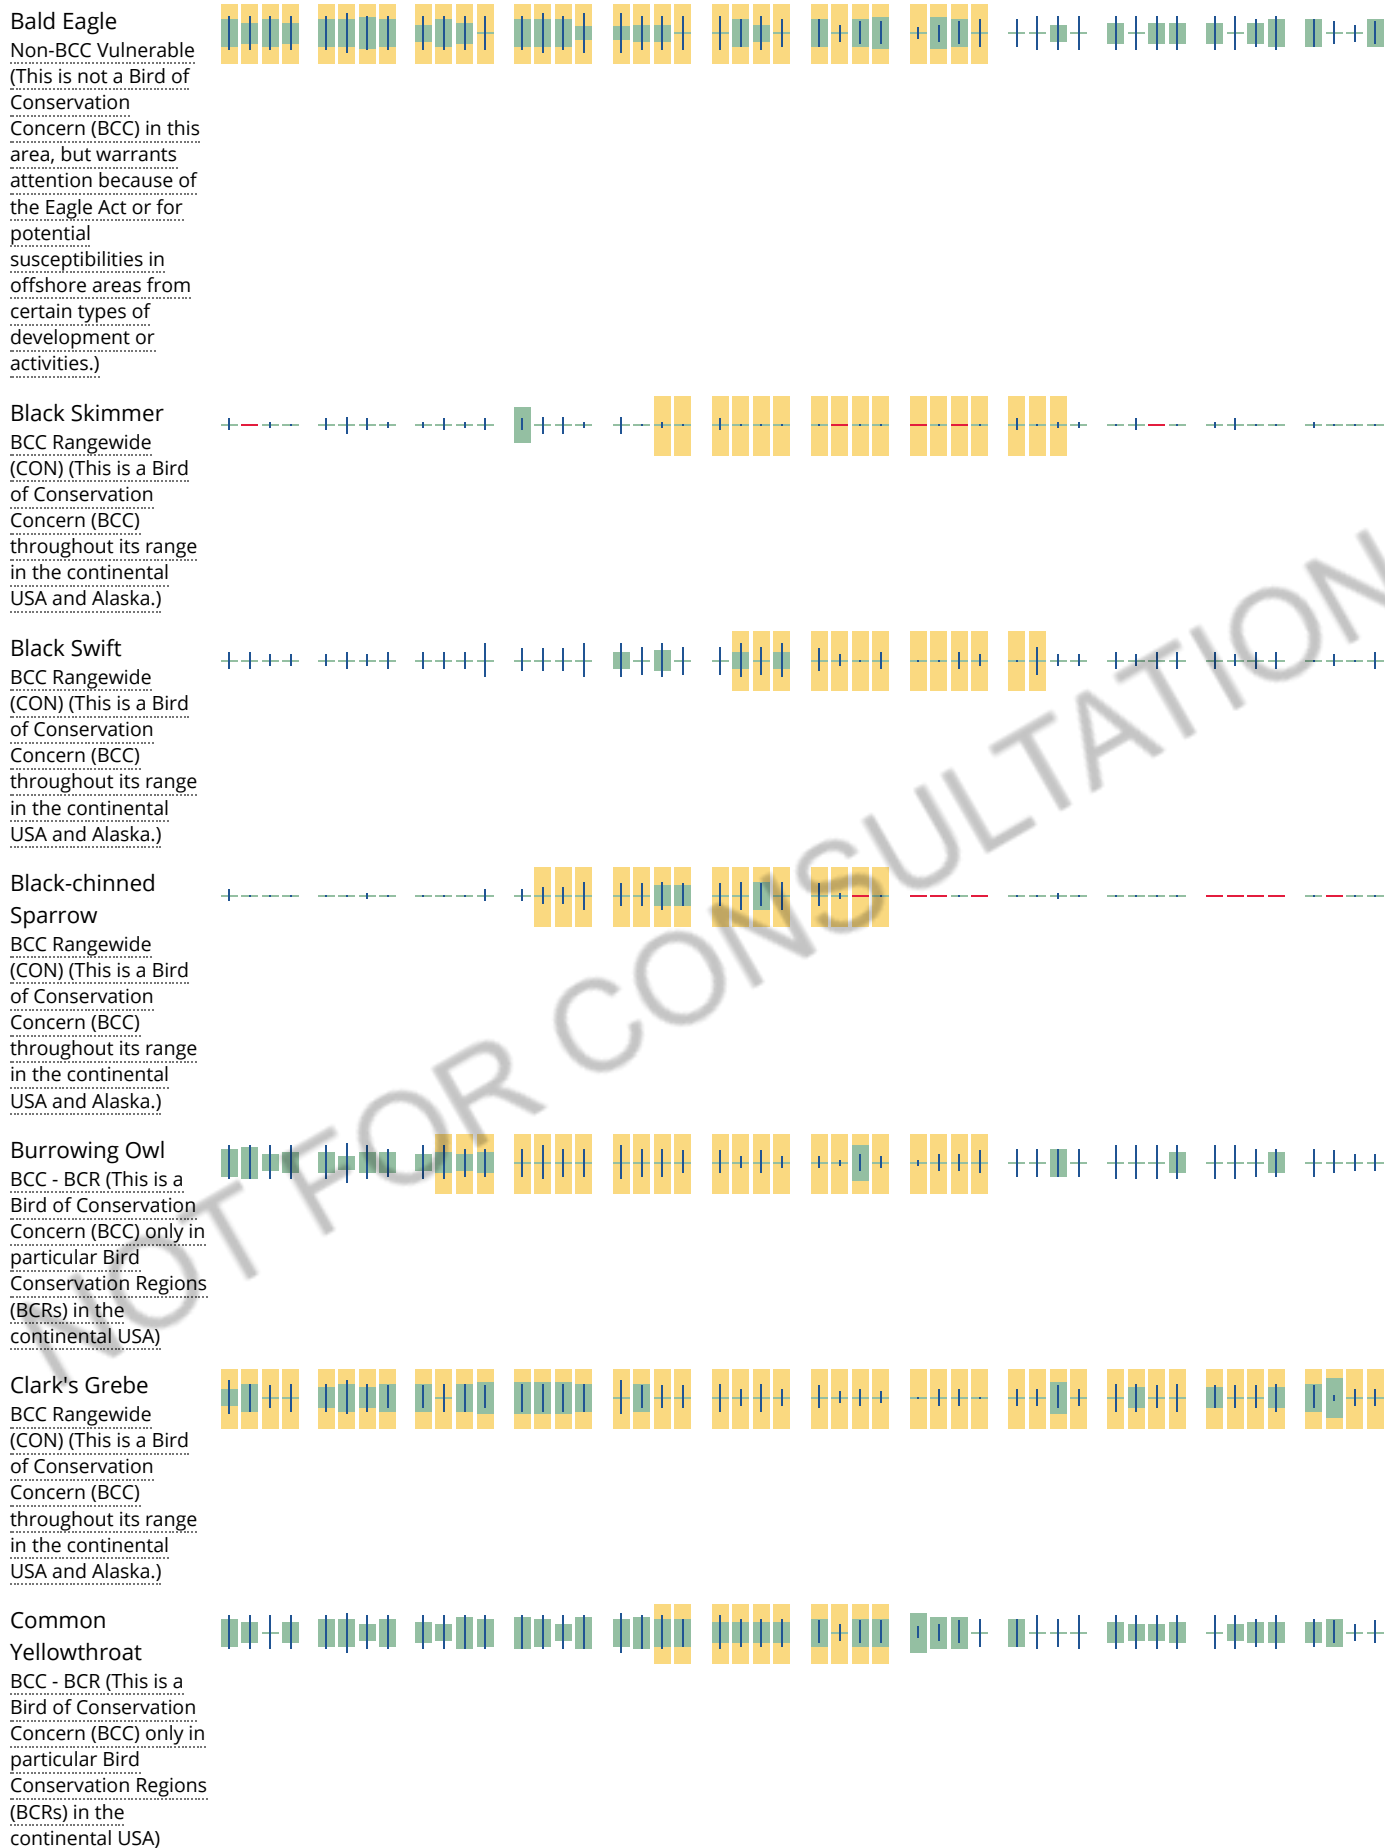 Bald Eagle
Non-BCC Vulnerable
(This is not a Bird of
Conservation
Concern (BCC) in this
area, but warrants
attention because of
the Eagle Act or for
potential
susceptibilities in
offshore areas from
certain types of
development or
activities.)
Black Skimmer
BCC Rangewide
(CON) (This is a Bird
of Conservation
Concern (BCC)
throughout its range
in the continental
USA and Alaska.)
Black Swift
BCC Rangewide
(CON) (This is a Bird
of Conservation
Concern (BCC)
throughout its range
in the continental
USA and Alaska.)
Black-chinned
Sparrow
BCC Rangewide
(CON) (This is a Bird
of Conservation
Concern (BCC)
throughout its range
in the continental
USA and Alaska.)
Burrowing Owl
BCC - BCR (This is a
Bird of Conservation
Concern (BCC) only in
particular Bird
Conservation Regions
(BCRs) in the
continental USA)
Clark's Grebe
BCC Rangewide
(CON) (This is a Bird
of Conservation
Concern (BCC)
throughout its range
in the continental
USA and Alaska.)
Common
Yellowthroat
BCC - BCR (This is a
Bird of Conservation
Concern (BCC) only in
particular Bird
Conservation Regions
(BCRs) in the
continental USA)
NOT FOR CONSULTATION